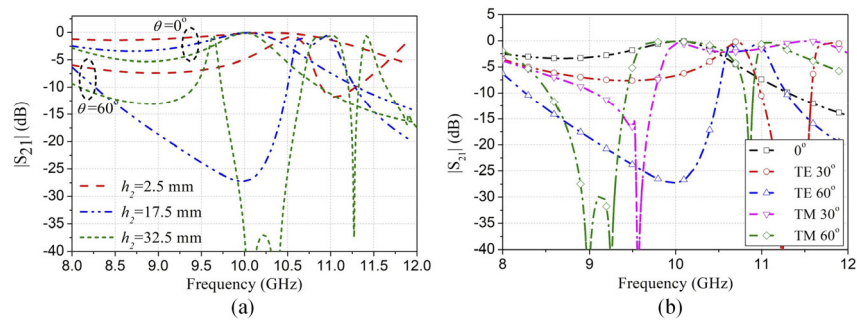 θ=0°
θ=60°
|S21| (dB)
0
-5
-10
-15
-20
-25
-30
-35
-40
h2=2.5 mm
h2=17.5 mm
h2=32.5 mm
8.0 8.5 9.0 9.5 10.0 10.5 11.0 11.5 12.0
Frequency (GHz)
(a)
|S21| (dB)
5
0
-5
-10
-15
-20
-25
-30
-35
-40
0°
TE 30°
TE 60°
TM 30°
TM 60°
8 9 10 11 12
Frequency (GHz)
(b)